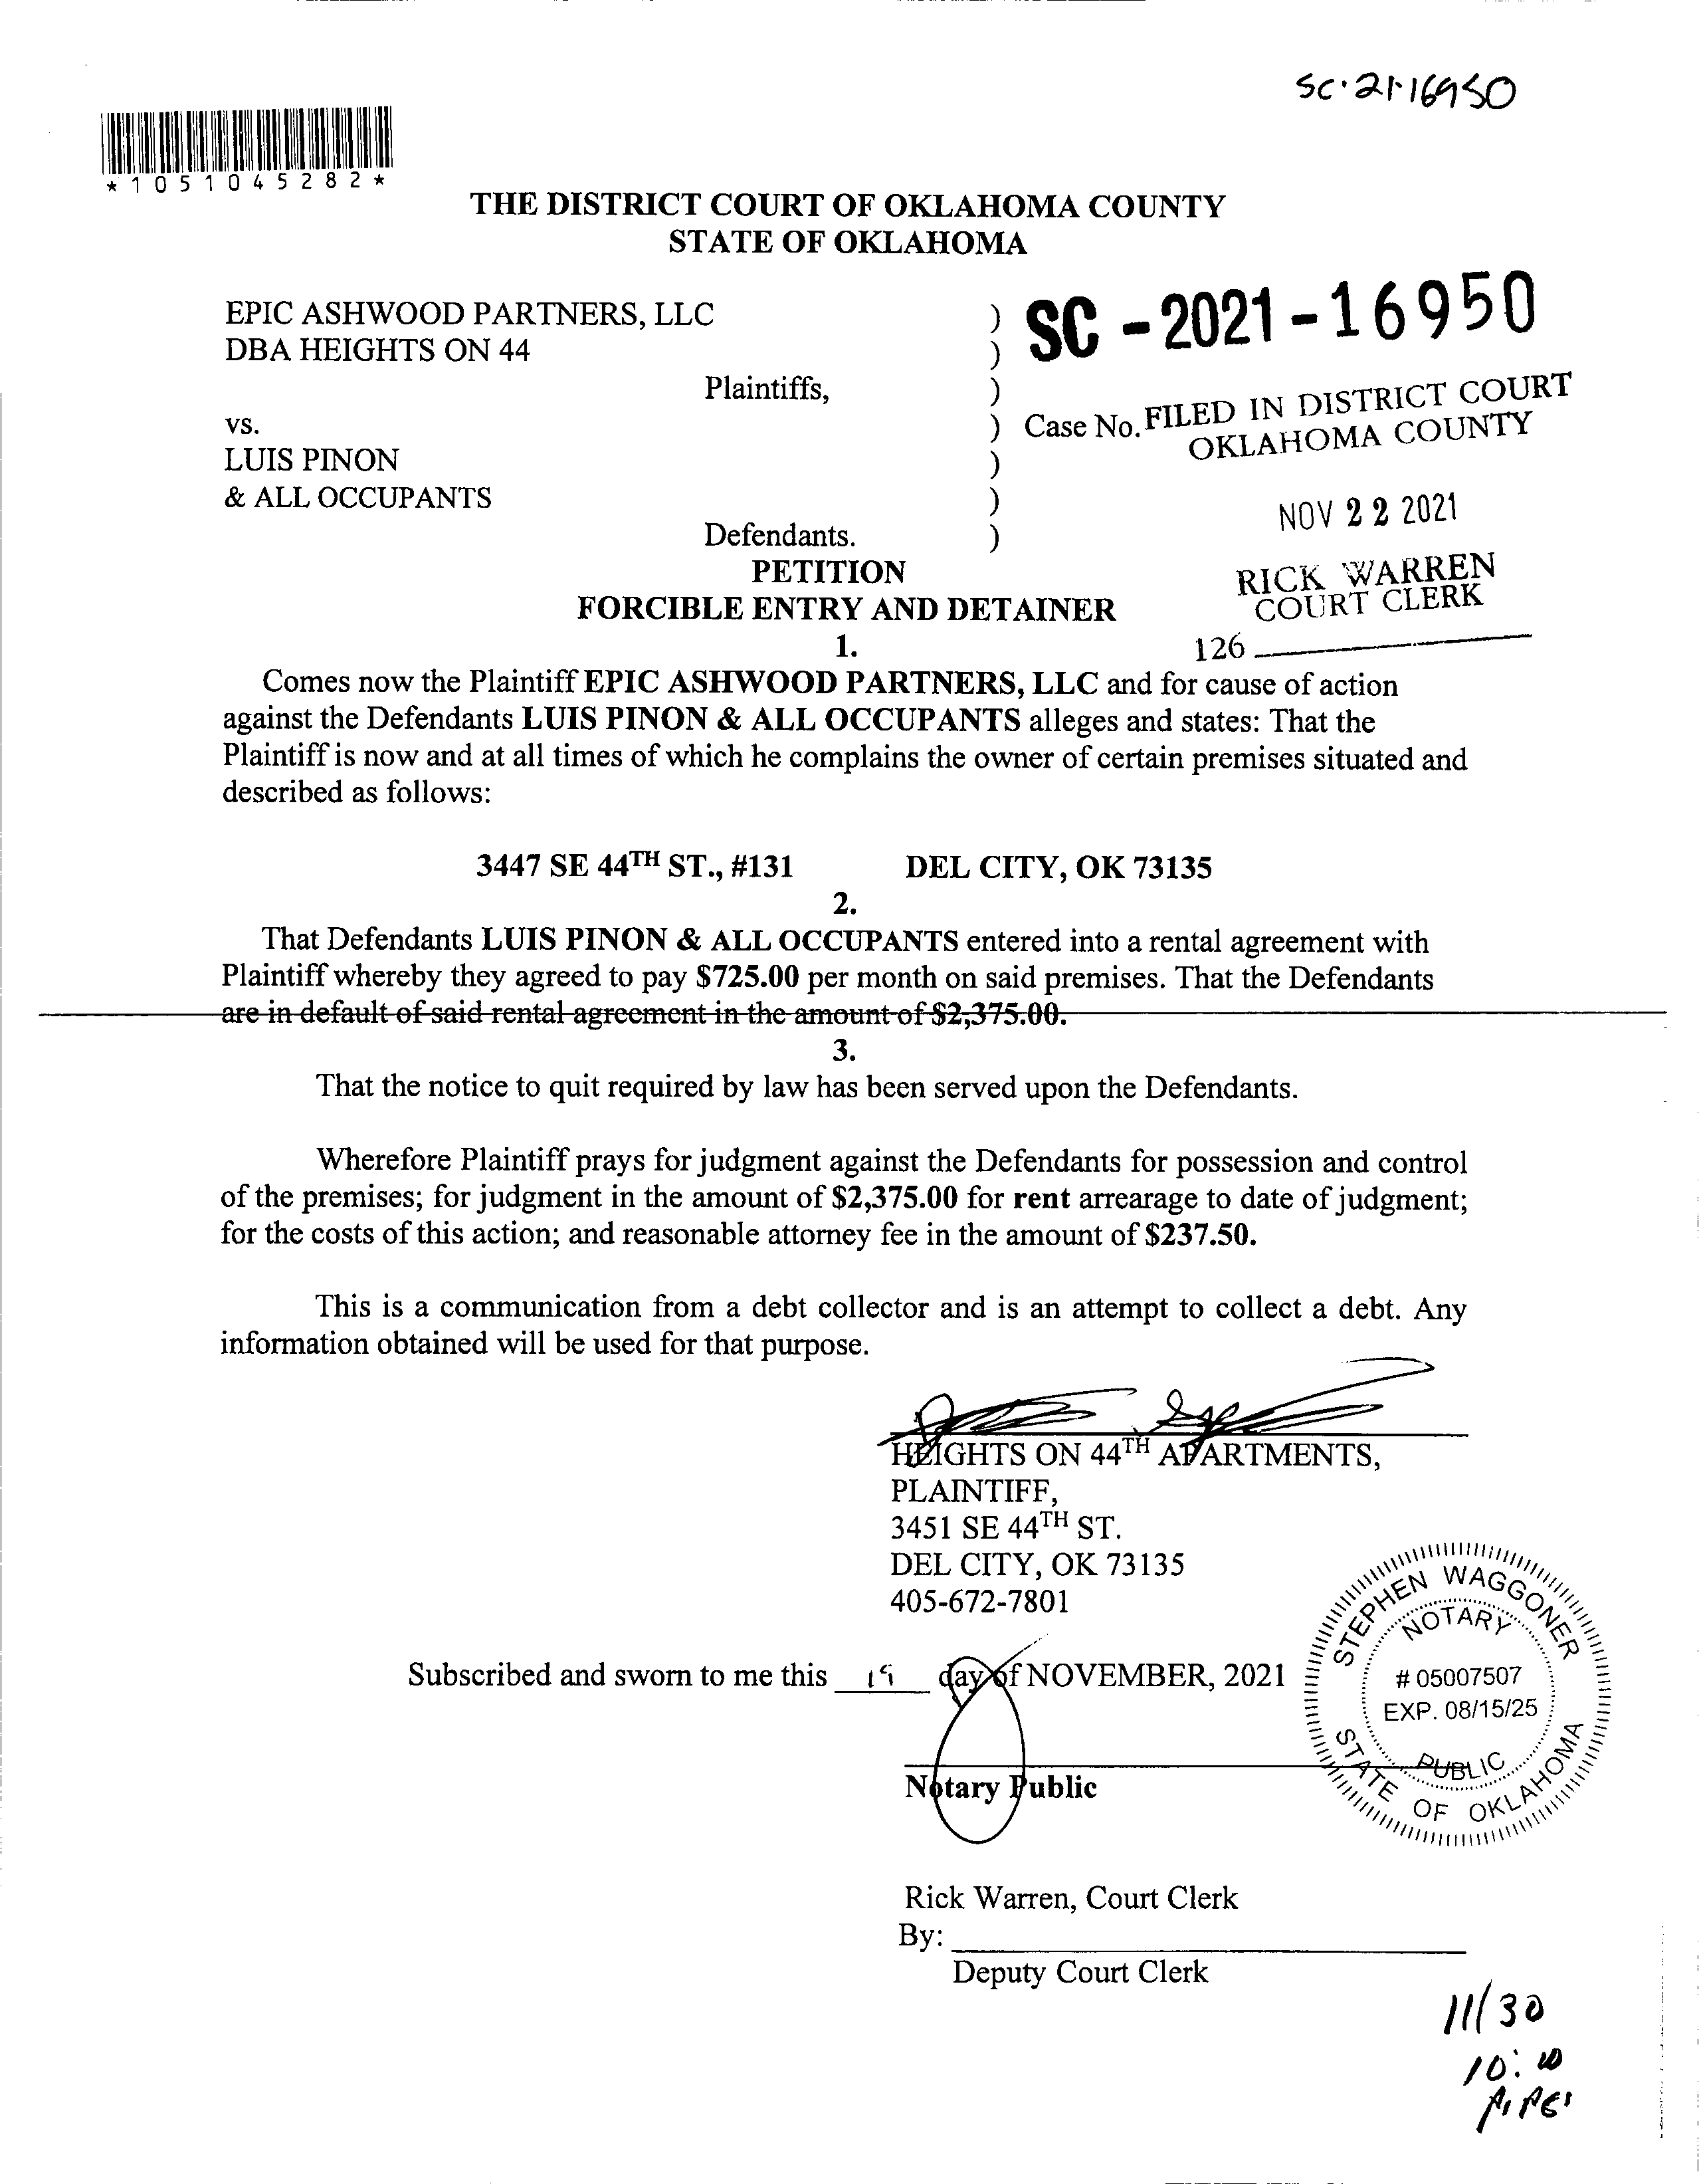 SC·21·16950
*1051045282*
THE DISTRICT COURT OF OKLAHOMA COUNTY
STATE OF OKLAHOMA
EPIC ASHWOOD PARTNERS, LLC )
DBA HEIGHTS ON 44 )
Plaintiffs, )
SC - 2021 - 16950
vs. ) Case No.
LUIS PINON )
& ALL OCCUPANTS )
Defendants. )
FILED IN DISTRICT COURT
OKLAHOMA COUNTY
NOV 22 2021
RICK WARREN
COURT CLERK
126
PETITION
FORCIBLE ENTRY AND DETAINER
1.
Comes now the Plaintiff EPIC ASHWOOD PARTNERS, LLC and for cause of action
against the Defendants LUIS PINON & ALL OCCUPANTS alleges and states: That the
Plaintiff is now and at all times of which he complains the owner of certain premises situated and
described as follows:
3447 SE 44TH ST., #131 DEL CITY, OK 73135
2.
That Defendants LUIS PINON & ALL OCCUPANTS entered into a rental agreement with
Plaintiff whereby they agreed to pay $725.00 per month on said premises. That the Defendants
are in default of said rental agreement in the amount of $2,375.00.
3.
That the notice to quit required by law has been served upon the Defendants.
Wherefore Plaintiff prays for judgment against the Defendants for possession and control
of the premises; for judgment in the amount of $2,375.00 for rent arrearage to date of judgment;
for the costs of this action; and reasonable attorney fee in the amount of $237.50.
This is a communication from a debt collector and is an attempt to collect a debt. Any
information obtained will be used for that purpose.
HEIGHTS ON 44TH APARTMENTS,
PLAINTIFF,
3451 SE 44TH ST.
DEL CITY, OK 73135
405-672-7801
Subscribed and sworn to me this 19 day of NOVEMBER, 2021
Notary Public
STEPHEN WAGGONER
NOTARY
# 05007507
EXP. 08/15/25
PUBLIC
STATE OF OKLAHOMA
Rick Warren, Court Clerk
By:
Deputy Court Clerk
11/30